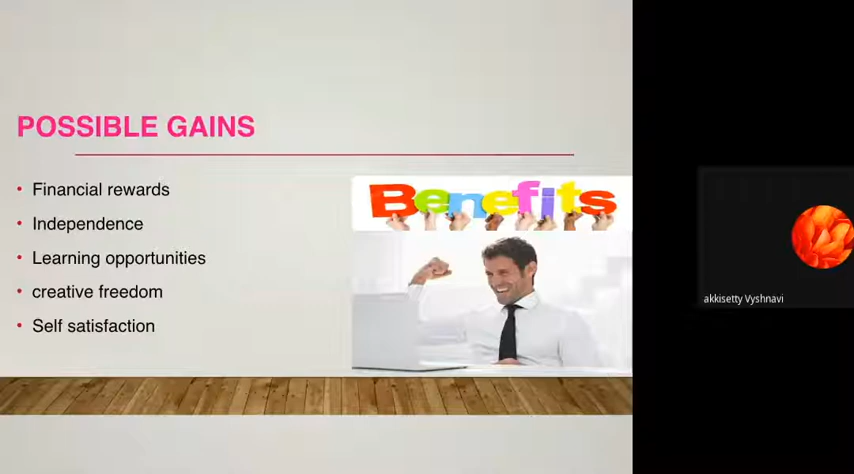 POSSIBLE GAINS
• Financial rewards
• Independence
• Learning opportunities
• creative freedom
• Self satisfaction
Benefits
akkisetty Vyshnavi